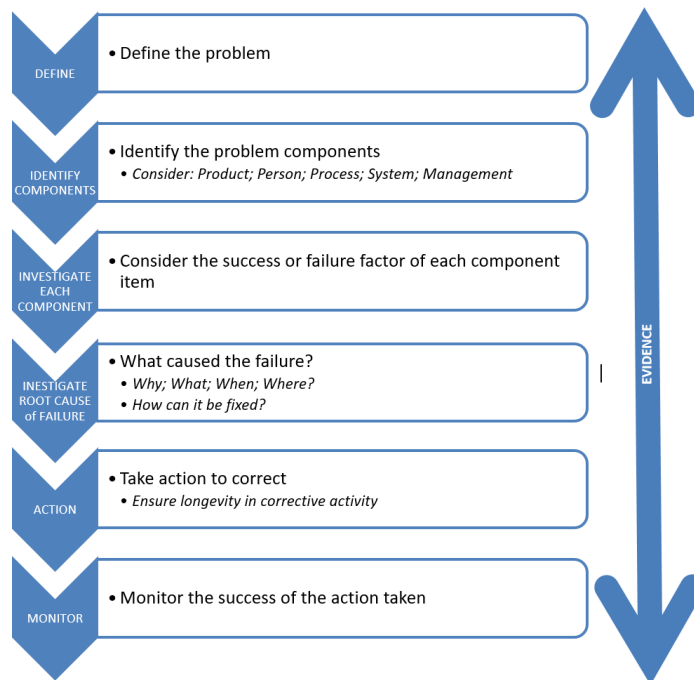 DEFINE
• Define the problem
IDENTIFY
COMPONENTS
• Identify the problem components
• Consider: Product; Person; Process; System; Management
INVESTIGATE
EACH
COMPONENT
• Consider the success or failure factor of each component
item
INESTIGATE
ROOT CAUSE
of FAILURE
• What caused the failure?
• Why; What; When; Where?
• How can it be fixed?
ACTION
• Take action to correct
• Ensure longevity in corrective activity
MONITOR
• Monitor the success of the action taken
EVIDENCE